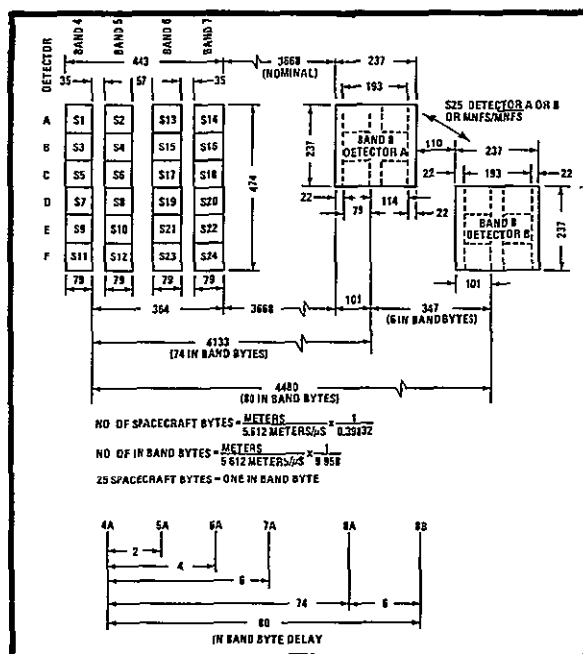 DETECTOR
BAND 4
BAND 5
BAND 6
BAND 7
443
3668
(NOMINAL)
237
193
35
57
35
S25 DETECTOR A OR B
OR MNFS/MNFS
A S1 S2 S13 S14
B S3 S4 S15 S16
C S5 S6 S17 S18
D S7 S8 S19 S20
E S9 S10 S21 S22
F S11 S12 S23 S24
474
237
BAND 8
DETECTOR A
110
237
22
193
22
22
79
114
22
BAND 8
DETECTOR B
237
79
79
79
79
101
364
3668
101
347
(6 IN BAND BYTES)
4133
(74 IN BAND BYTES)
4480
(80 IN BAND BYTES)
NO OF SPACECRAFT BYTES = METERS / 5.612 METERS/µS × 1 / 0.39832
NO OF IN BAND BYTES = METERS / 5 612 METERS/µS × 1 / 9 958
25 SPACECRAFT BYTES = ONE IN BAND BYTE
4A 5A 6A 7A 8A 8B
2
4
6
74
6
80
IN BAND BYTE DELAY